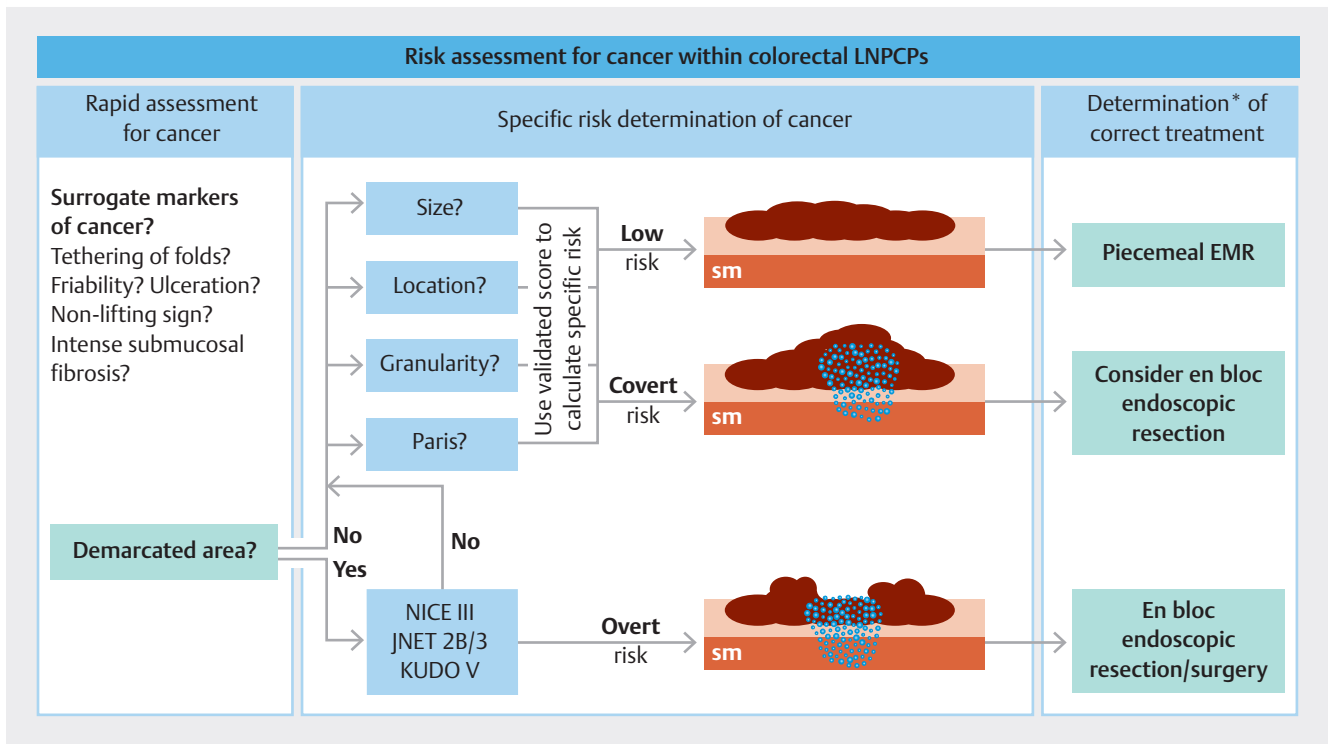 Risk assessment for cancer within colorectal LNPCPs
Rapid assessment
for cancer
Specific risk determination of cancer
Determination* of
correct treatment
Surrogate markers
of cancer?
Tethering of folds?
Friability? Ulceration?
Non-lifting sign?
Intense submucosal
fibrosis?
Demarcated area?
No
Yes
No
Size?
Location?
Granularity?
Paris?
NICE III
JNET 2B/3
KUDO V
Use validated score to
calculate specific risk
Low
risk
sm
Piecemeal EMR
Covert
risk
sm
Consider en bloc
endoscopic
resection
Overt
risk
sm
En bloc
endoscopic
resection/surgery